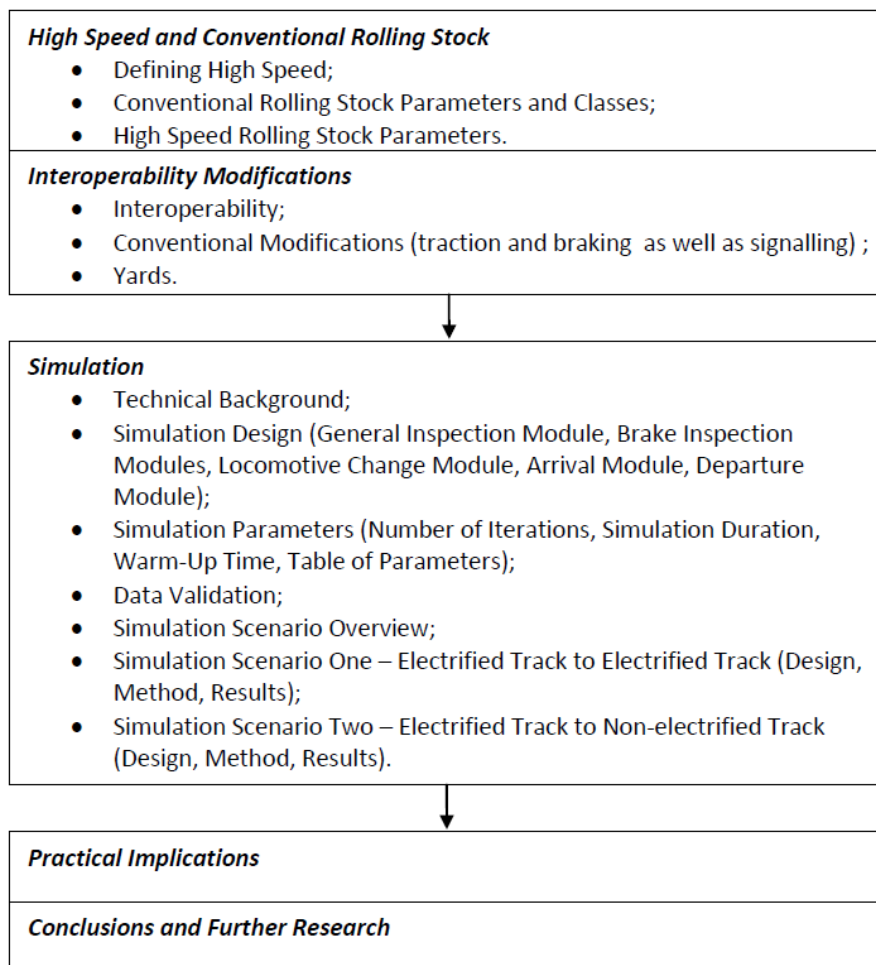 High Speed and Conventional Rolling Stock
• Defining High Speed;
• Conventional Rolling Stock Parameters and Classes;
• High Speed Rolling Stock Parameters.
Interoperability Modifications
• Interoperability;
• Conventional Modifications (traction and braking as well as signalling) ;
• Yards.
Simulation
• Technical Background;
• Simulation Design (General Inspection Module, Brake Inspection
Modules, Locomotive Change Module, Arrival Module, Departure
Module);
• Simulation Parameters (Number of Iterations, Simulation Duration,
Warm-Up Time, Table of Parameters);
• Data Validation;
• Simulation Scenario Overview;
• Simulation Scenario One – Electrified Track to Electrified Track (Design,
Method, Results);
• Simulation Scenario Two – Electrified Track to Non-electrified Track
(Design, Method, Results).
Practical Implications
Conclusions and Further Research